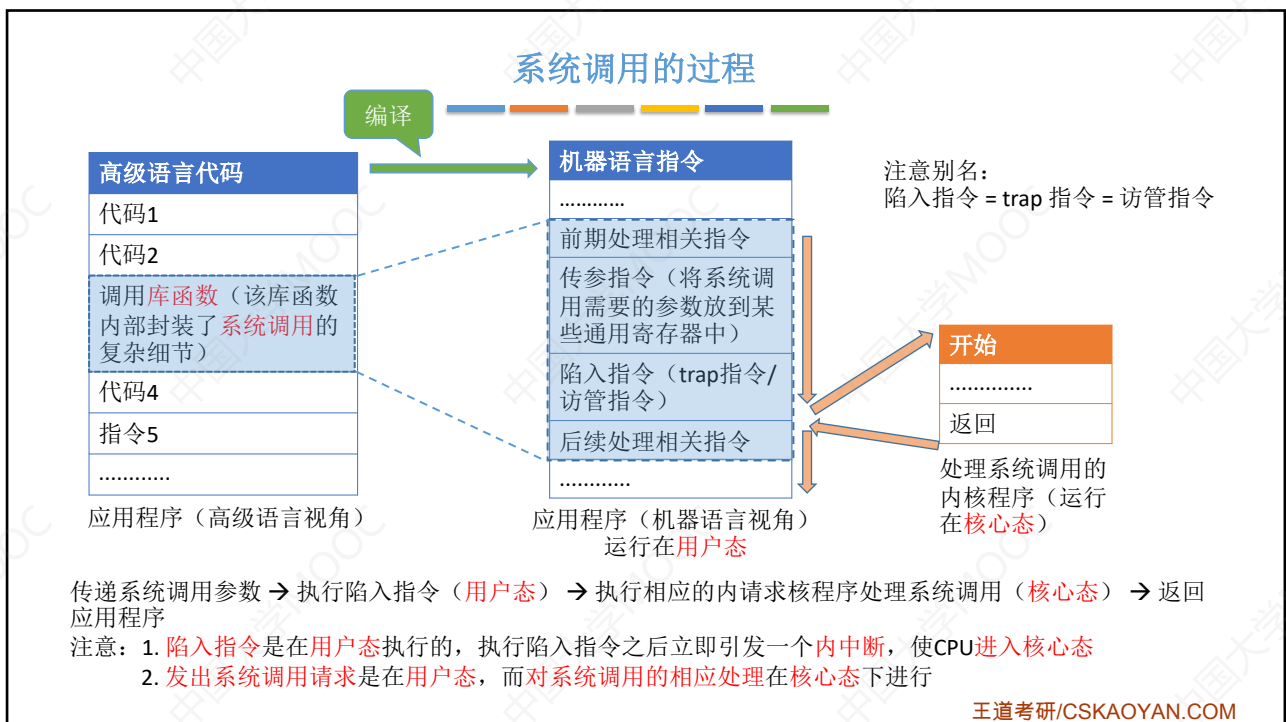 系统调用的过程
编译
高级语言代码
代码1
代码2
调用库函数（该库函数
内部封装了系统调用的
复杂细节）
代码4
指令5
............
应用程序（高级语言视角）
机器语言指令
............
前期处理相关指令
传参指令（将系统调
用需要的参数放到某
些通用寄存器中）
陷入指令（trap指令/
访管指令）
后续处理相关指令
............
应用程序（机器语言视角）
运行在用户态
注意别名：
陷入指令 = trap 指令 = 访管指令
开始
..............
返回
处理系统调用的
内核程序（运行
在核心态）
传递系统调用参数 → 执行陷入指令（用户态） → 执行相应的内请求核程序处理系统调用（核心态） → 返回
应用程序
注意：1. 陷入指令是在用户态执行的，执行陷入指令之后立即引发一个内中断，使CPU进入核心态
2. 发出系统调用请求是在用户态，而对系统调用的相应处理在核心态下进行
王道考研/CSKAOYAN.COM
中国大学MOOC